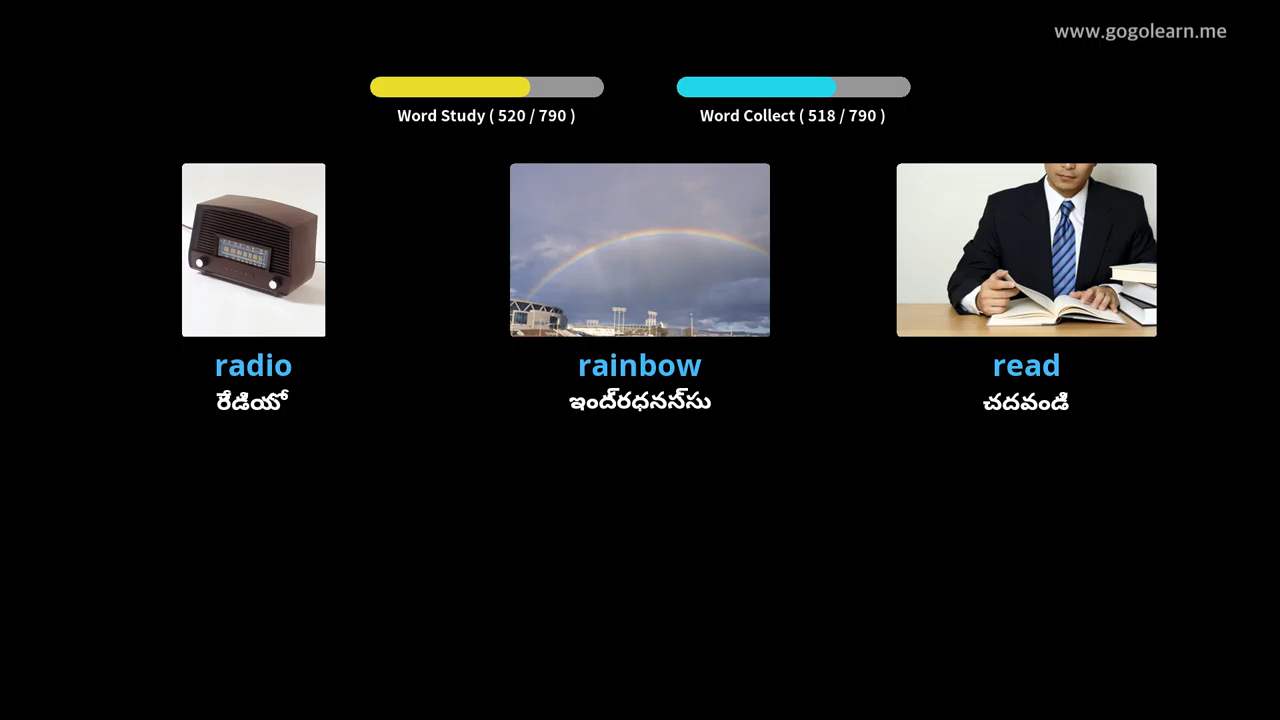 www.gogolearn.me
Word Study ( 520 / 790 )
Word Collect ( 518 / 790 )
radio
rainbow
read
రేడియో
ఇంద్‌రధనస్‌సు
చదవండి